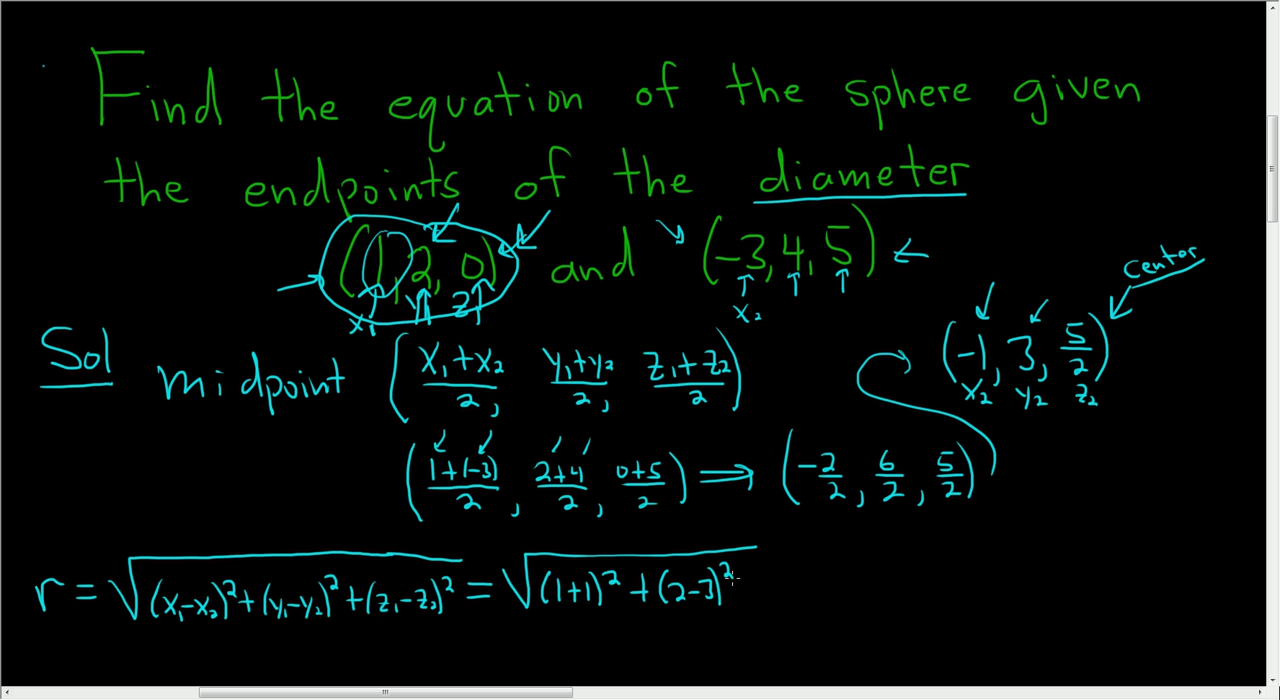 Find the equation of the sphere given
the endpoints of the diameter
(1, 2, 0) and (-3, 4, 5)
x₁ y z x₂
center
Sol midpoint (x₁+x₂/2, y₁+y₂/2, z₁+z₂/2) (-1, 3, 5/2)
x₂ y₂ z₂
(1+(-3)/2, 2+4/2, 0+5/2) ⟹ (-2/2, 6/2, 5/2)
r = √(x₁-x₂)²+(y₁-y₂)²+(z₁-z₂)² = √(1+1)²+(2-3)²